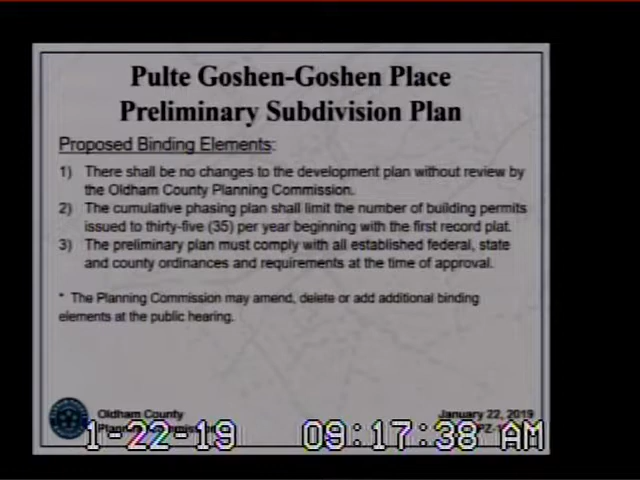 Pulte Goshen-Goshen Place
Preliminary Subdivision Plan
Proposed Binding Elements:
1) There shall be no changes to the development plan without review by
the Oldham County Planning Commission.
2) The cumulative phasing plan shall limit the number of building permits
issued to thirty-five (35) per year beginning with the first record plat.
3) The preliminary plan must comply with all established federal, state
and county ordinances and requirements at the time of approval.
* The Planning Commission may amend, delete or add additional binding
elements at the public hearing.
Oldham County January 22, 2019
1-22-19 09:17:38 AM